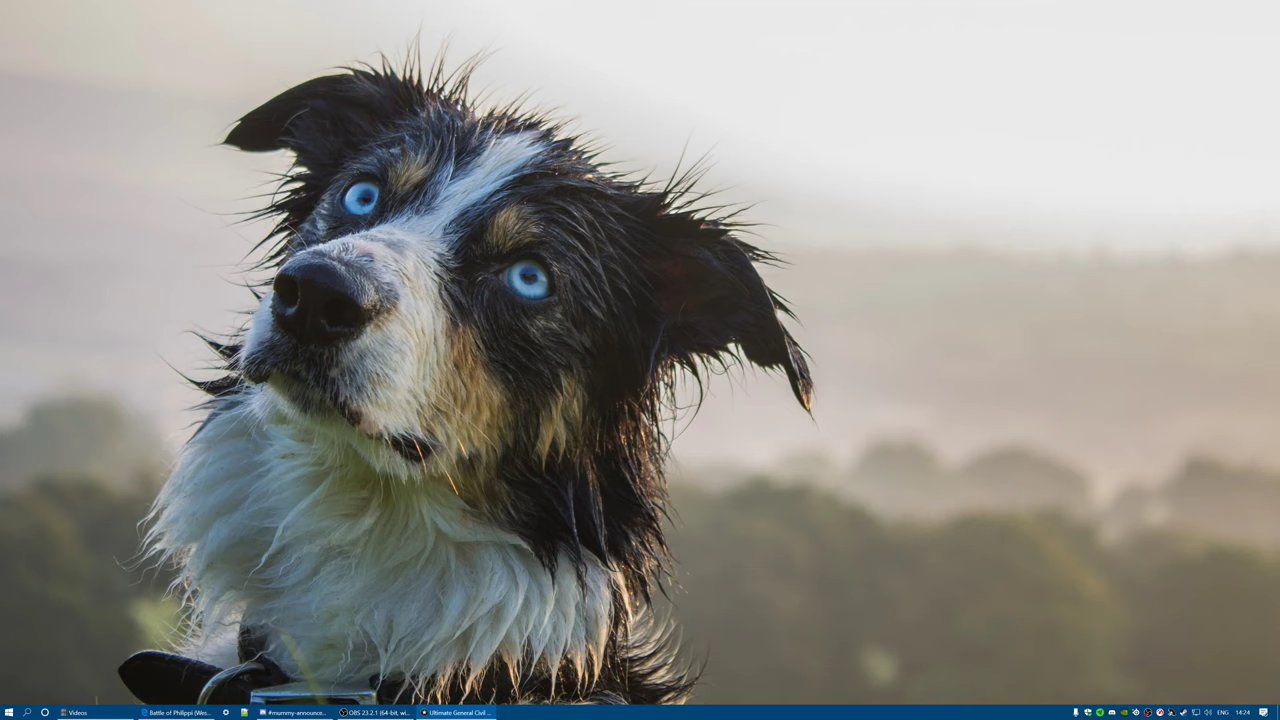 Videos
Battle of Philippi (Wes...
#mummy-announce...
OBS 23.2.1 (64-bit, wi...
Ultimate General Civil ...
ENG
14:24